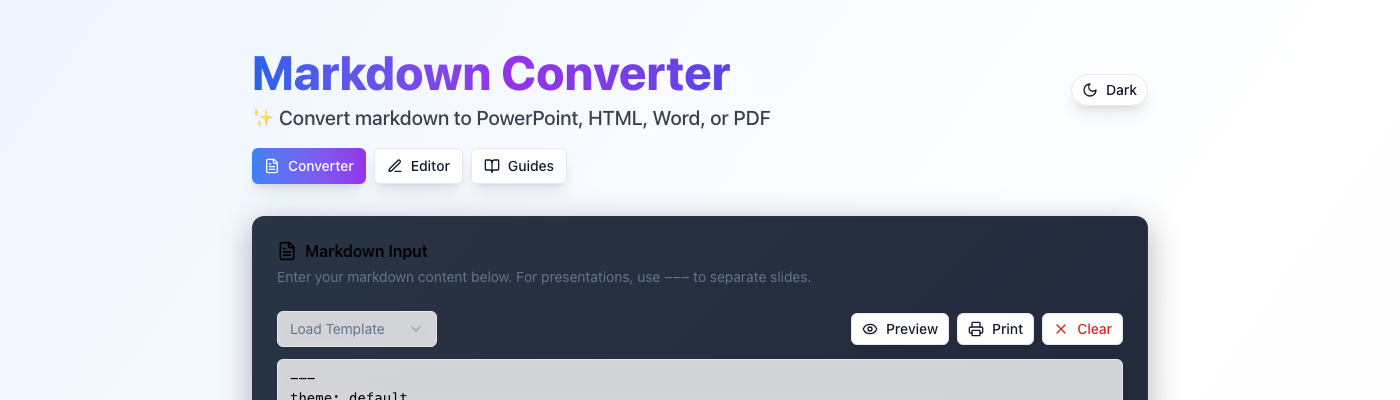 Markdown Converter
Dark
✨ Convert markdown to PowerPoint, HTML, Word, or PDF
Converter
Editor
Guides
Markdown Input
Enter your markdown content below. For presentations, use --- to separate slides.
Load Template
Preview
Print
Clear
---
theme: default